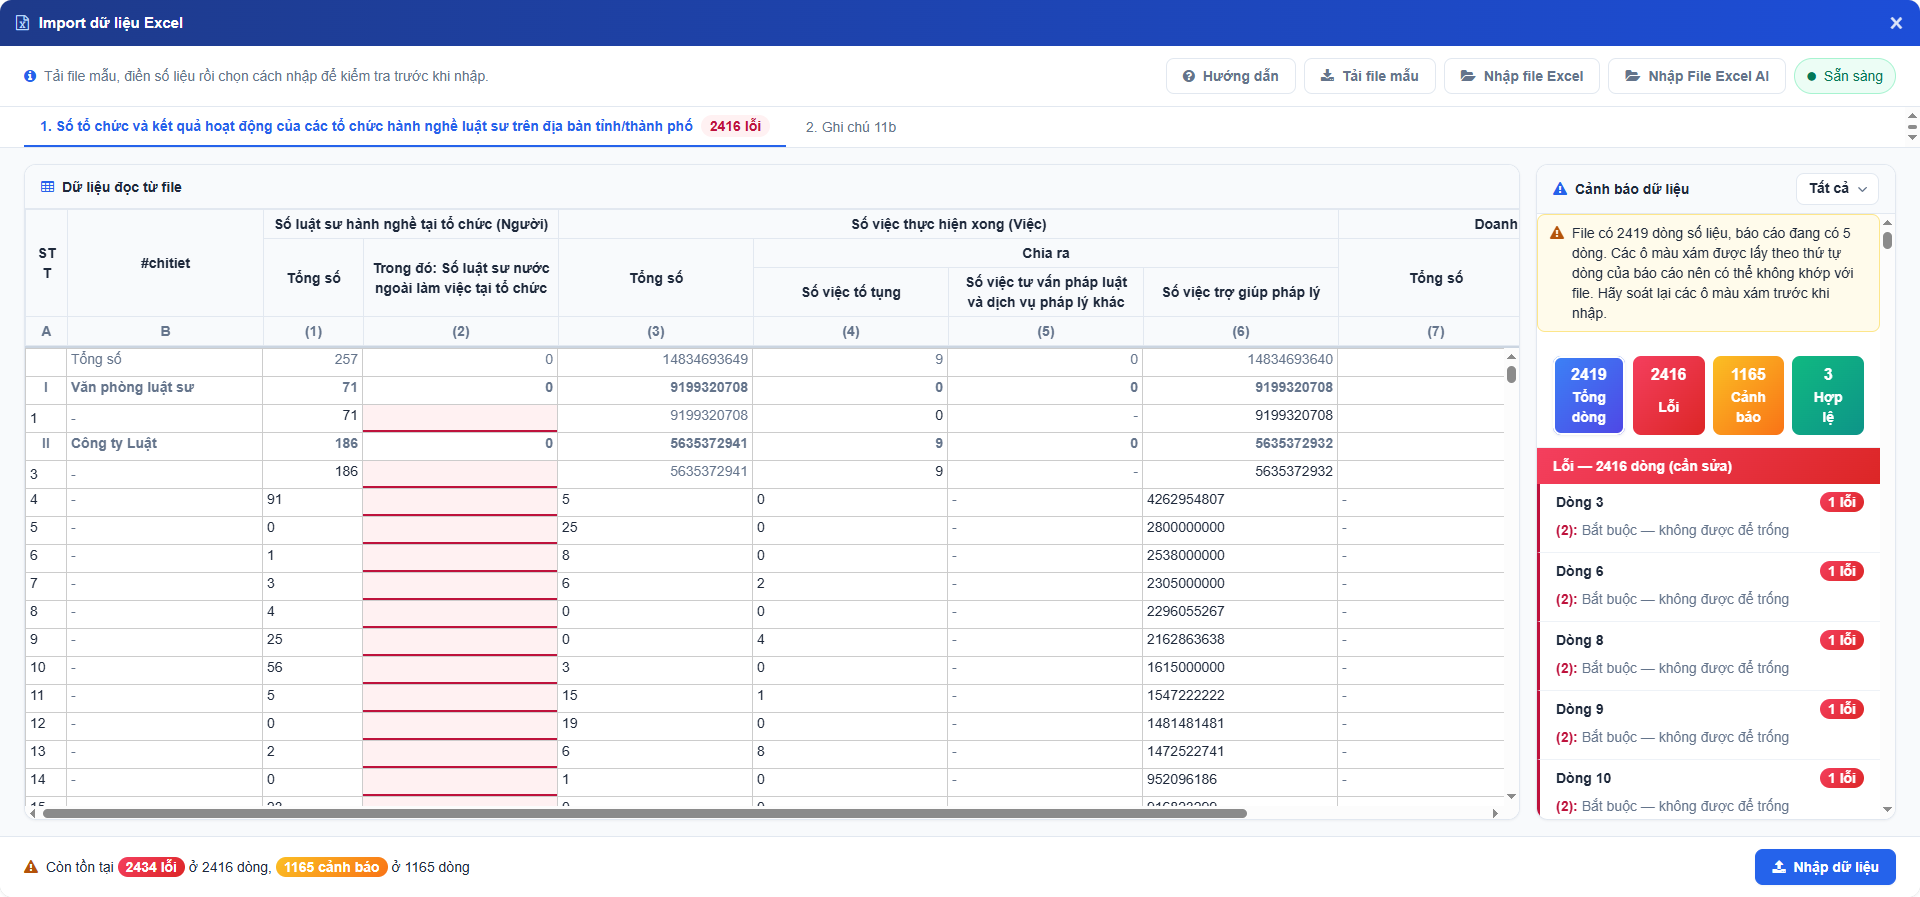 Import dữ liệu Excel
Tải file mẫu, điền số liệu rồi chọn cách nhập để kiểm tra trước khi nhập.
Hướng dẫn
Tải file mẫu
Nhập file Excel
Nhập File Excel AI
Sẵn sàng
1. Số tổ chức và kết quả hoạt động của các tổ chức hành nghề luật sư trên địa bàn tỉnh/thành phố 2416 lỗi
2. Ghi chú 11b
Dữ liệu đọc từ file
ST
T
#chitiet
Số luật sư hành nghề tại tổ chức (Người)
Số việc thực hiện xong (Việc)
Doanh
Tổng số
Trong đó: Số luật sư nước
ngoài làm việc tại tổ chức
Tổng số
Chia ra
Số việc tố tụng
Số việc tư vấn pháp luật
và dịch vụ pháp lý khác
Số việc trợ giúp pháp lý
Tổng số
A B (1) (2) (3) (4) (5) (6) (7)
Tổng số 257 0 14834693649 9 0 14834693640
I Văn phòng luật sư 71 0 9199320708 0 0 9199320708
1 - 71 9199320708 0 - 9199320708
II Công ty Luật 186 0 5635372941 9 0 5635372932
3 - 186 5635372941 9 - 5635372932
4 - 91 5 0 - 4262954807 -
5 - 0 25 0 - 2800000000 -
6 - 1 8 0 - 2538000000 -
7 - 3 6 2 - 2305000000 -
8 - 4 0 0 - 2296055267 -
9 - 25 0 4 - 2162863638 -
10 - 56 3 0 - 1615000000 -
11 - 5 15 1 - 1547222222 -
12 - 0 19 0 - 1481481481 -
13 - 2 6 8 - 1472522741 -
14 - 0 1 0 - 952096186 -
Cảnh báo dữ liệu
Tất cả
File có 2419 dòng số liệu, báo cáo đang có 5
dòng. Các ô màu xám được lấy theo thứ tự
dòng của báo cáo nên có thể không khớp với
file. Hãy soát lại các ô màu xám trước khi
nhập.
2419
Tổng
dòng
2416
Lỗi
1165
Cảnh
báo
3
Hợp
lệ
Lỗi — 2416 dòng (cần sửa)
Dòng 3 1 lỗi
(2): Bắt buộc — không được để trống
Dòng 6 1 lỗi
(2): Bắt buộc — không được để trống
Dòng 8 1 lỗi
(2): Bắt buộc — không được để trống
Dòng 9 1 lỗi
(2): Bắt buộc — không được để trống
Dòng 10 1 lỗi
(2): Bắt buộc — không được để trống
Còn tồn tại 2434 lỗi ở 2416 dòng, 1165 cảnh báo ở 1165 dòng
Nhập dữ liệu